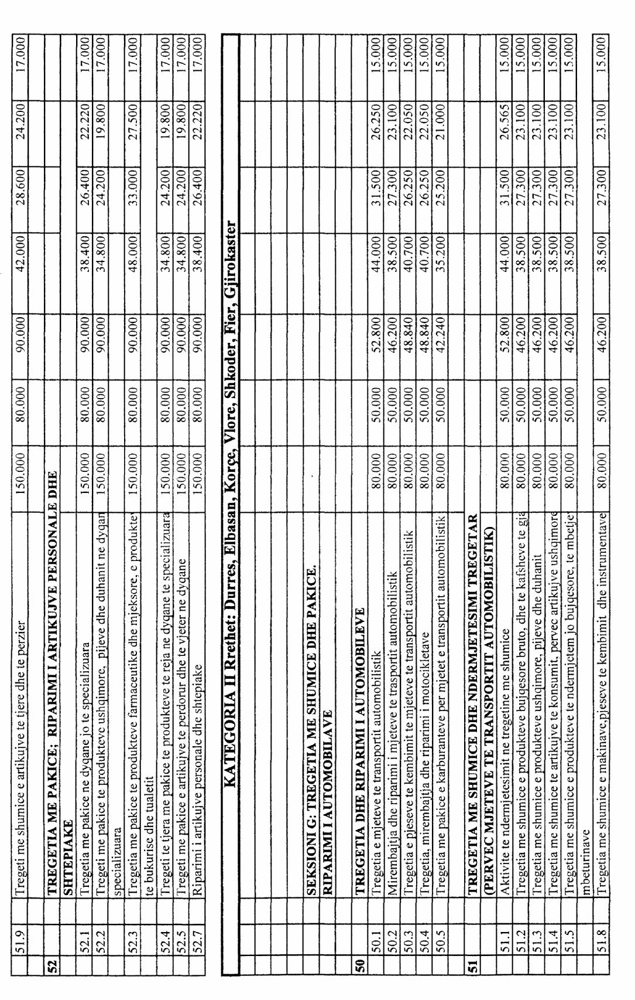 51.9 Tregeti me shumice e artikujve te tjere dhe te perzier 150.000 80.000 90.000 42.000 28.600 24.200 17.000
52 TREGETIA ME PAKICE; RIPARIMI I ARTIKUJVE PERSONALE DHE
SHTEPIAKE
52.1 Tregetia me pakice ne dyqane jo te specializuara 150.000 80.000 90.000 38.400 26.400 22.220 17.000
52.2 Tregeti me pakice te produkteve ushqimore, pijeve dhe duhanit ne dyqan 150.000 80.000 90.000 34.800 24.200 19.800 17.000
specializuara
52.3 Tregetia me pakice te produkteve farmaceutike dhe mjeksore, e produkte 150.000 80.000 90.000 48.000 33.000 27.500 17.000
te bukurise dhe tualetit
52.4 Tregeti te tjera me pakice te produkteve te reja ne dyqane te specializuara 150.000 80.000 90.000 34.800 24.200 19.800 17.000
52.5 Tregeti me pakice e artikujve te perdorur dhe te vjeter ne dyqane 150.000 80.000 90.000 34.800 24.200 19.800 17.000
52.7 Riparimi i artikujve personale dhe shtepiake 150.000 80.000 90.000 38.400 26.400 22.220 17.000
KATEGORIA II Rrethet: Durres, Elbasan, Korçe, Vlore, Shkoder, Fier, Gjirokaster
SEKSIONI G: TREGETIA ME SHUMICE DHE PAKICE.
RIPARIMI I AUTOMOBILAVE
50 TREGETIA DHE RIPARIMI I AUTOMOBILEVE
50.1 Tregetia e mjeteve te transportit automobilistik 80.000 50.000 52.800 44.000 31.500 26.250 15.000
50.2 Mirembajtja dhe riparimi i mjeteve te trasportit automobilistik 80.000 50.000 46.200 38.500 27.300 23.100 15.000
50.3 Tregetia e pjeseve te kembimit te mjeteve te transportit automobilistik 80.000 50.000 48.840 40.700 26.250 22.050 15.000
50.4 Tregetia, mirembajtja dhe riparimi i motocikletave 80.000 50.000 48.840 40.700 26.250 22.050 15.000
50.5 Tregetia me pakice e karburanteve per mjetet e transportit automobilistik 80.000 50.000 42.240 35.200 25.200 21.000 15.000
51 TREGETIA ME SHUMICE DHE NDERMJETESIMI TREGETAR
(PERVEC MJETEVE TE TRANSPORTIT AUTOMOBILISTIK)
51.1 Aktivite te ndermjetesimit ne tregetine me shumice 80.000 50.000 52.800 44.000 31.500 26.565 15.000
51.2 Tregetia me shumice e produkteve bujqesore bruto, dhe te kafsheve te gja 80.000 50.000 46.200 38.500 27.300 23.100 15.000
51.3 Tregetia me shumice e produkteve ushqimore, pijeve dhe duhanit 80.000 50.000 46.200 38.500 27.300 23.100 15.000
51.4 Tregetia me shumice te artikujve te konsumit, pervec artikujve ushqimore 80.000 50.000 46.200 38.500 27.300 23.100 15.000
51.5 Tregetia me shumice e produkteve te ndermjetem jo bujqesore, te mbetje 80.000 50.000 46.200 38.500 27.300 23.100 15.000
mbeturinave
51.8 Tregetia me shumice e makinave,pjeseve te kembimit dhe instrumentave 80.000 50.000 46.200 38.500 27.300 23.100 15.000